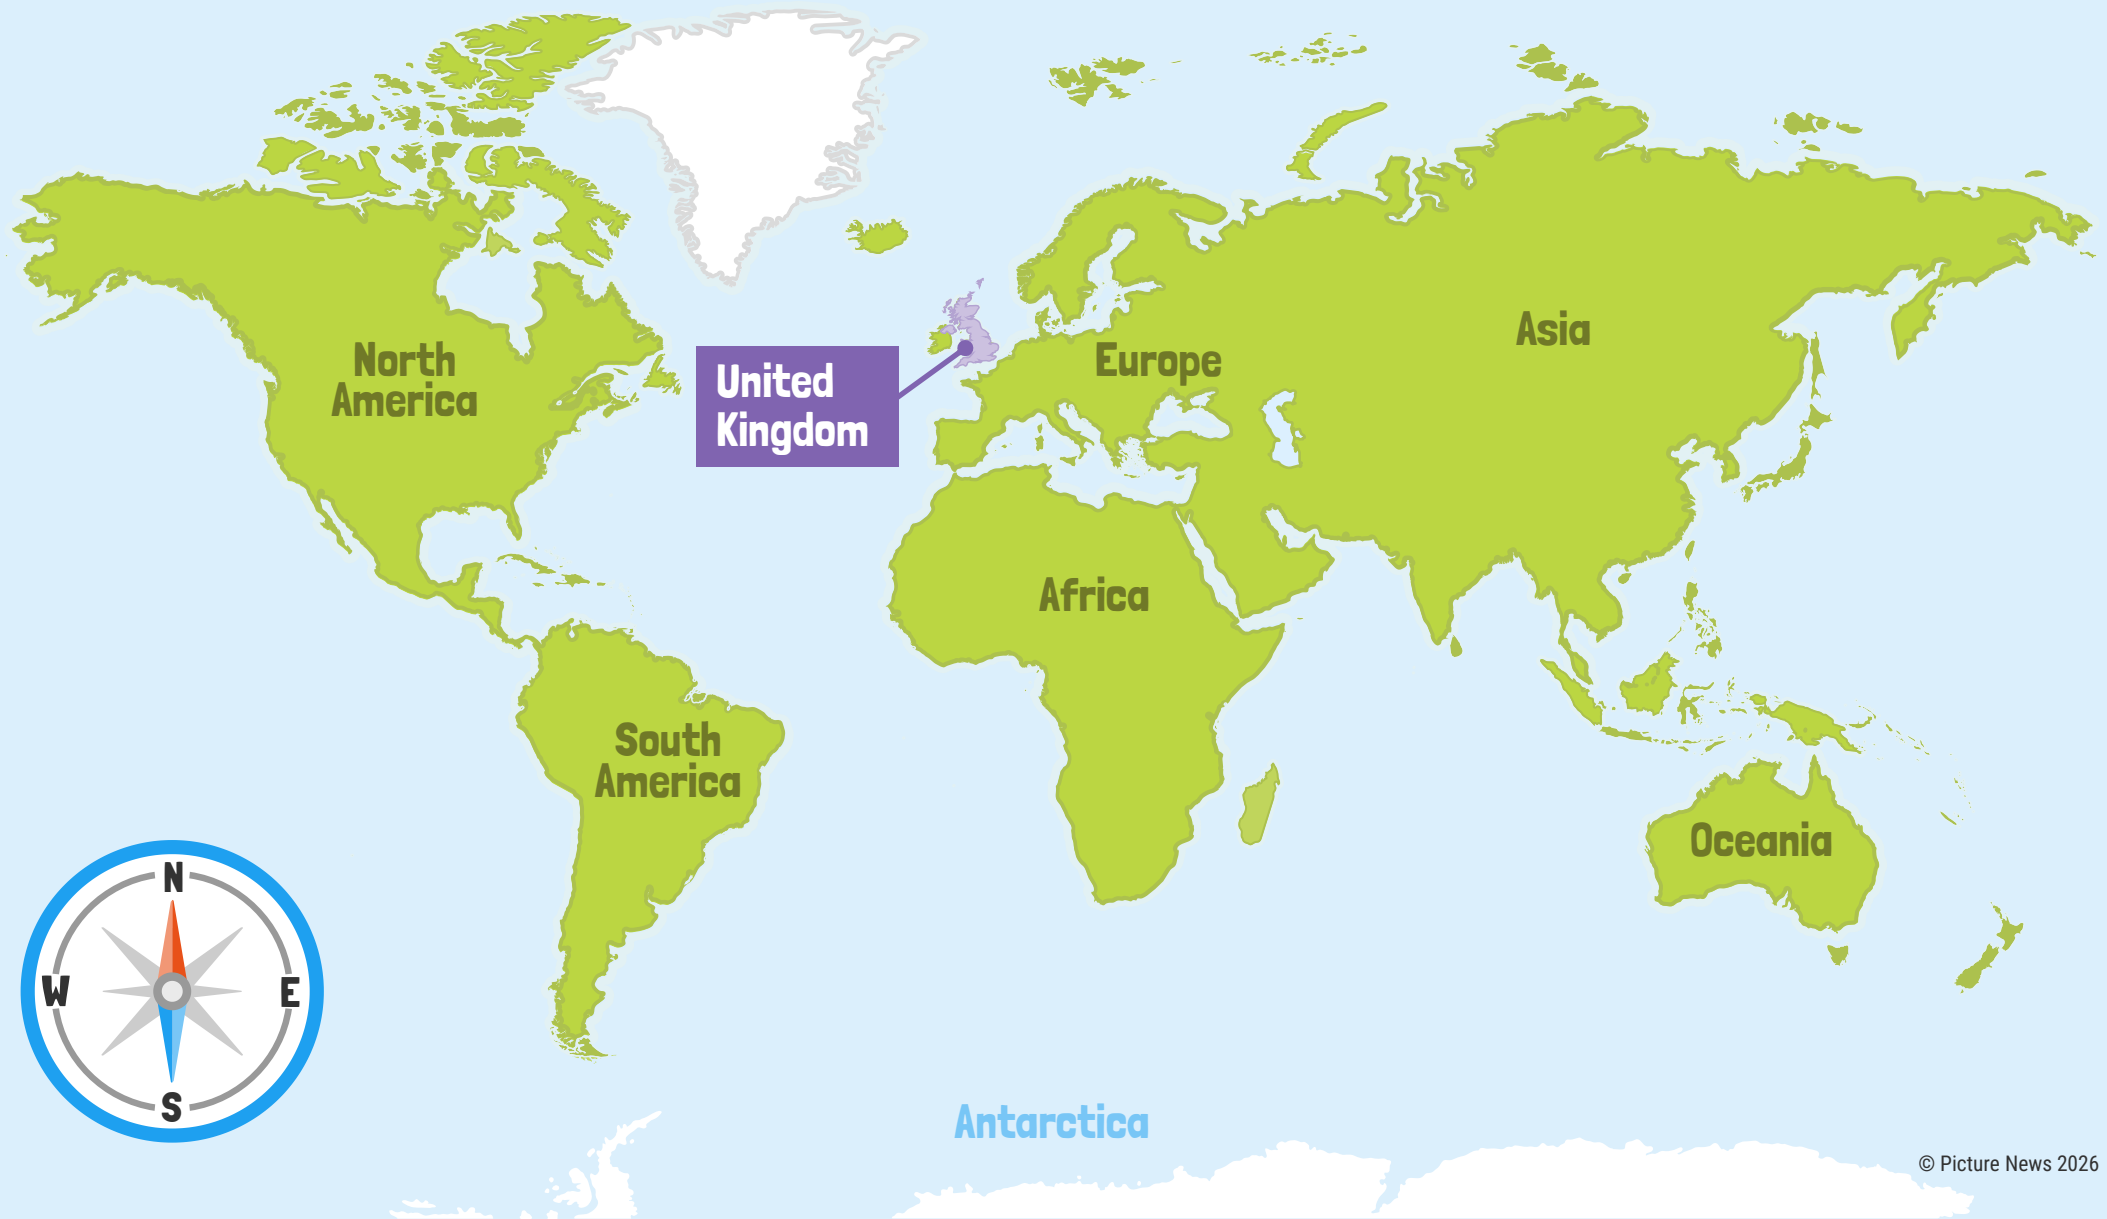 North
America
United
Kingdom
Europe
Asia
Africa
South
America
Oceania
N
W
E
S
Antarctica
© Picture News 2026